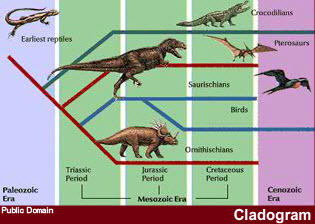 Crocodilians
Earliest reptiles
Pterosaurs
Saurischians
Birds
Ornithischians
Triassic
Period
Jurassic
Period
Cretaceous
Period
Paleozoic
Era
Mesozoic Era
Cenozoic
Era
Public Domain
Cladogram